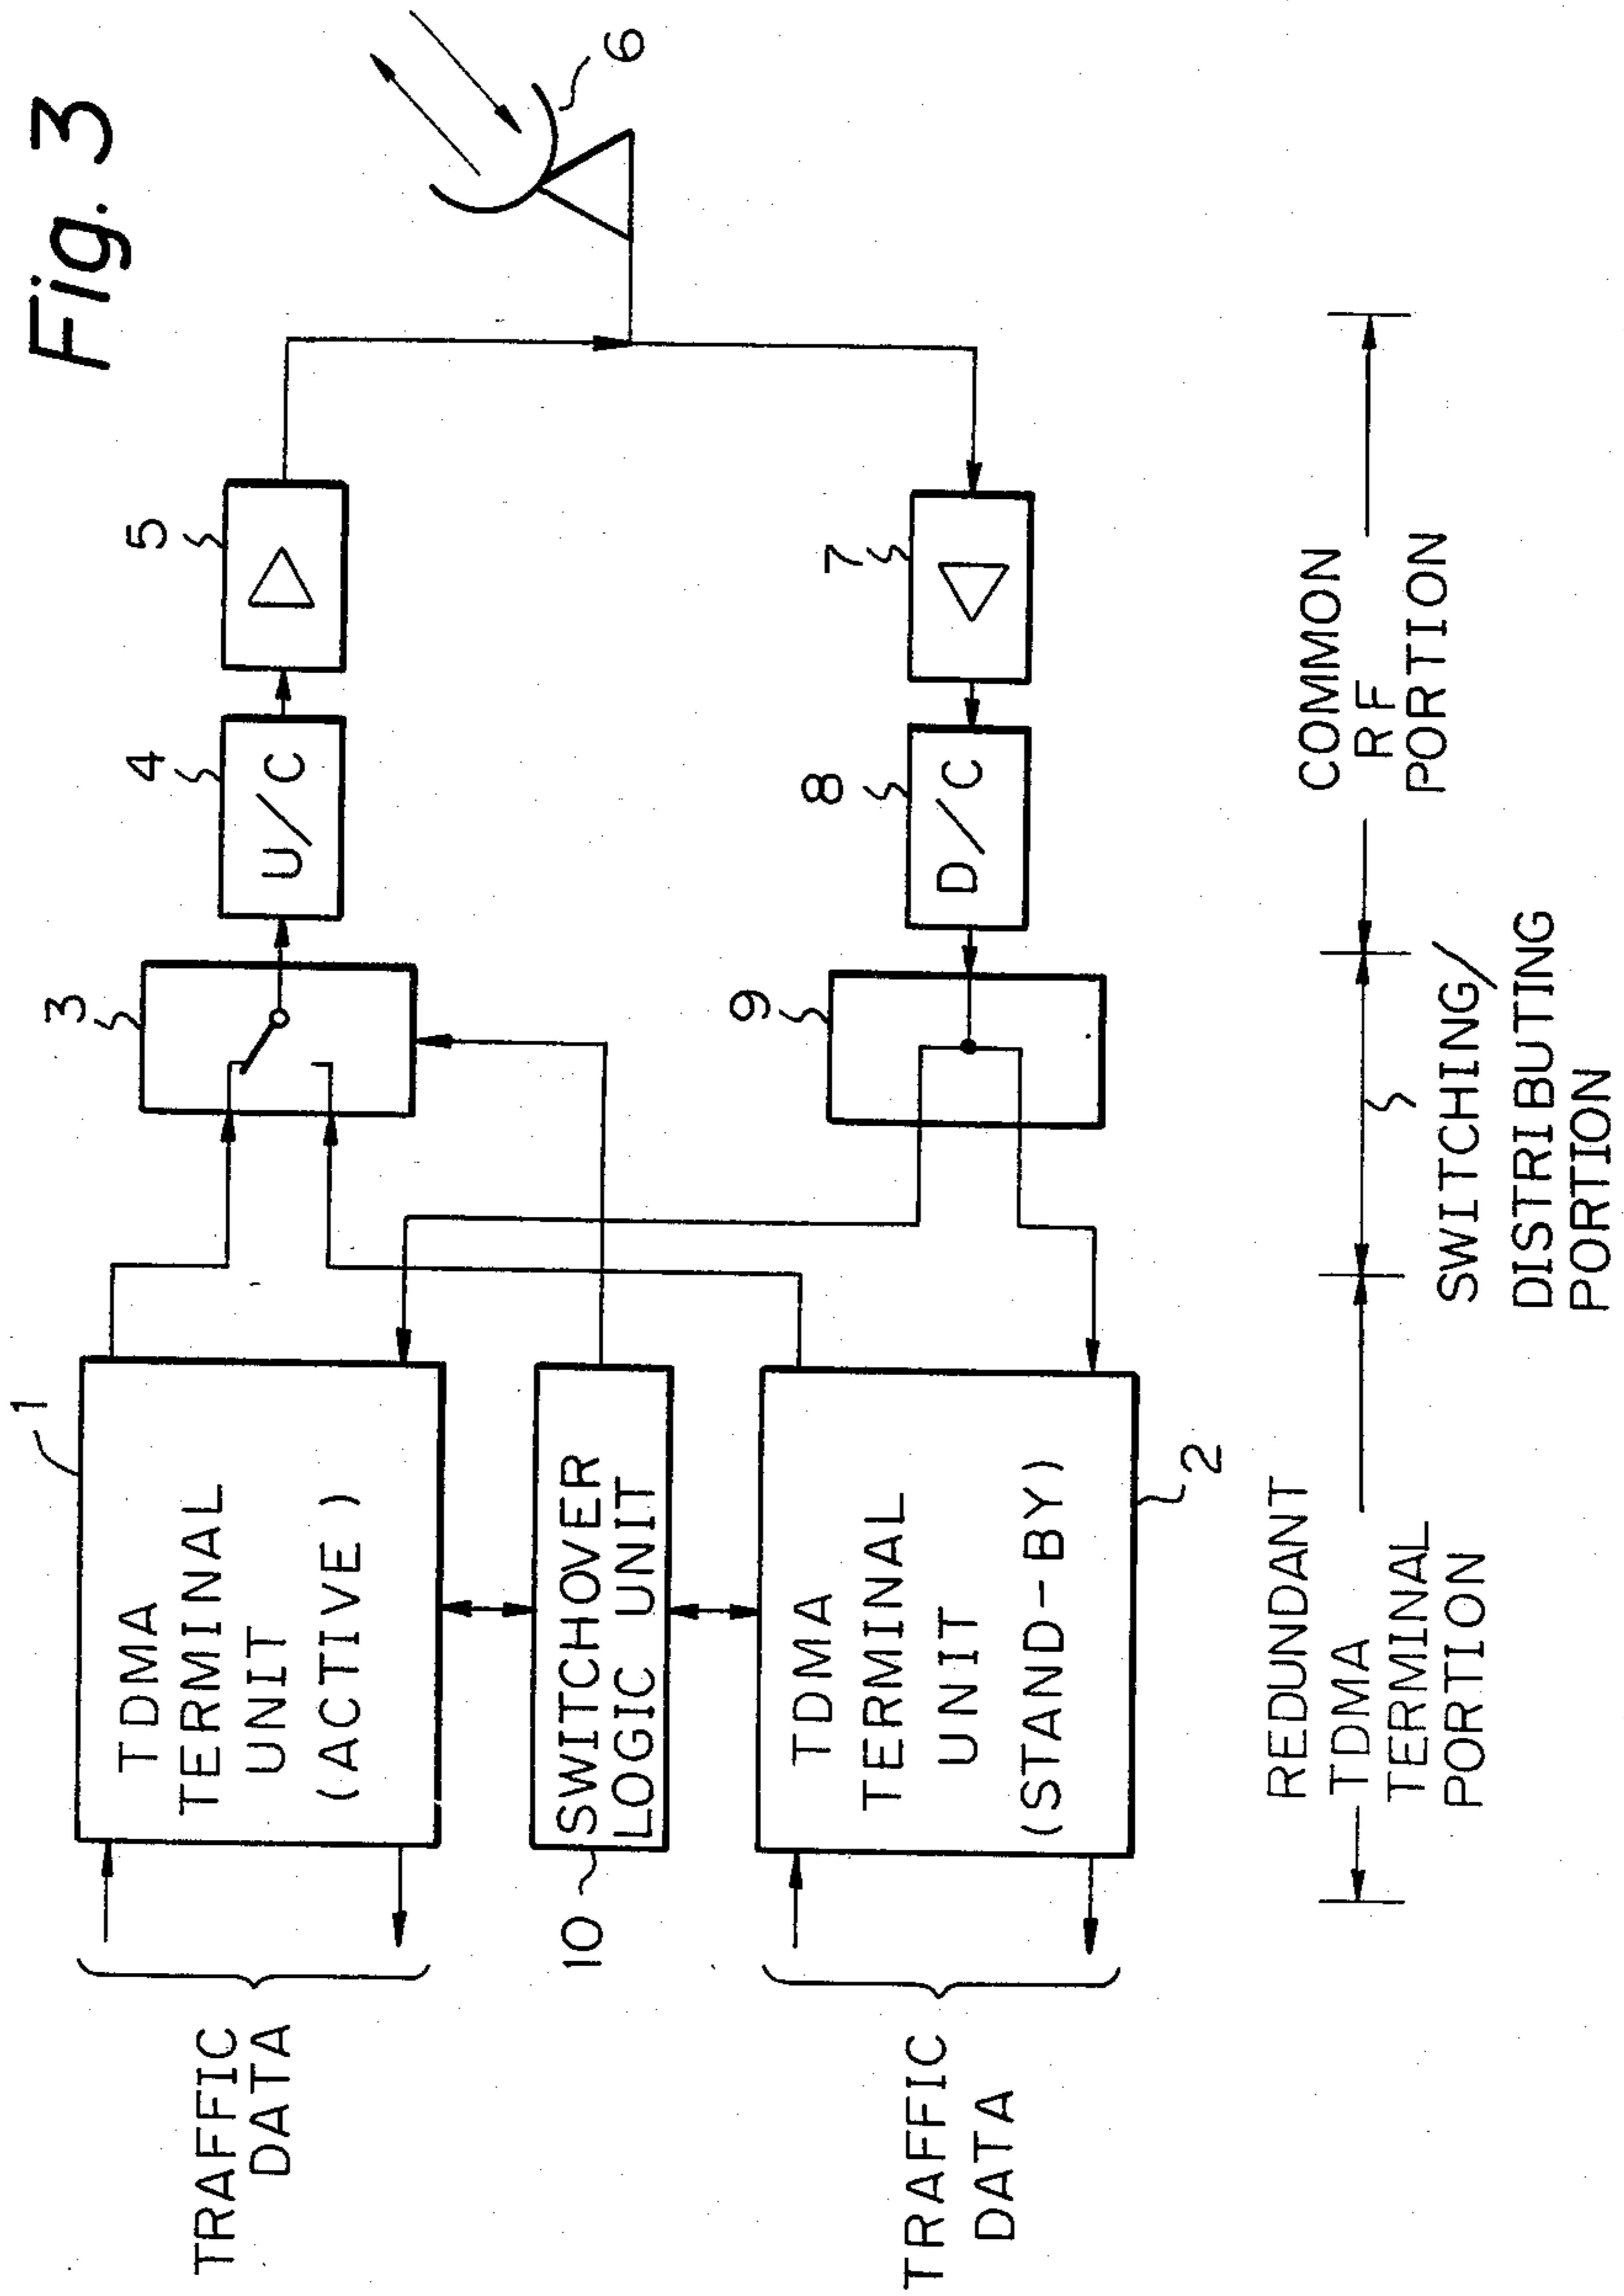 Fig. 3
1
TDMA
TERMINAL
UNIT
(ACTIVE)
TRAFFIC
DATA
3
4
U/C
5
6
10
SWITCHOVER
LOGIC UNIT
2
TDMA
TERMINAL
UNIT
(STAND-BY)
TRAFFIC
DATA
9
8
D/C
7
REDUNDANT
TDMA
TERMINAL
PORTION
SWITCHING/
DISTRIBUTING
PORTION
COMMON
RF
PORTION